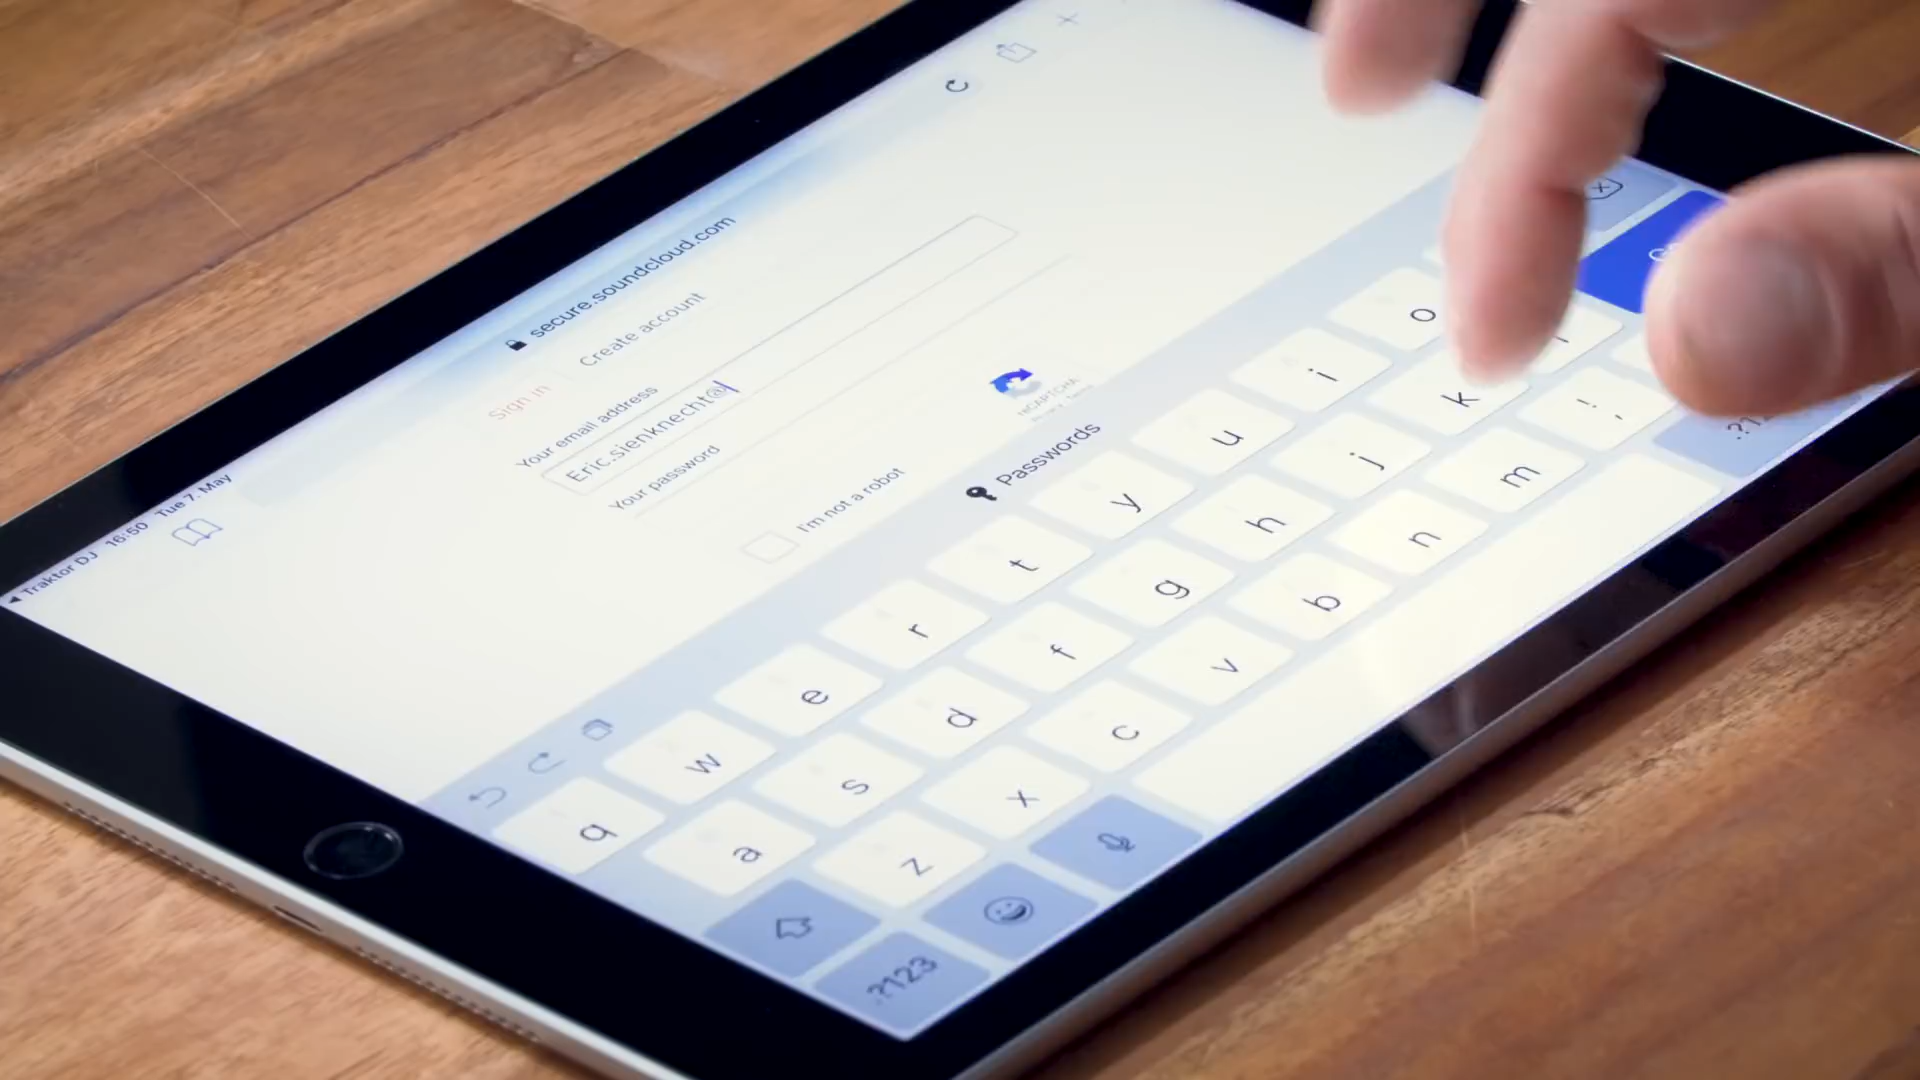 ◀ Traktor DJ 16:50 Tue 7. May
secure.soundcloud.com
Sign in
Create account
Your email address
Eric.sienknecht@
Your password
I'm not a robot
reCAPTCHA
Passwords
q w e r t y u i o
a s d f g h j k
z x c v b n m ! ,
.?123